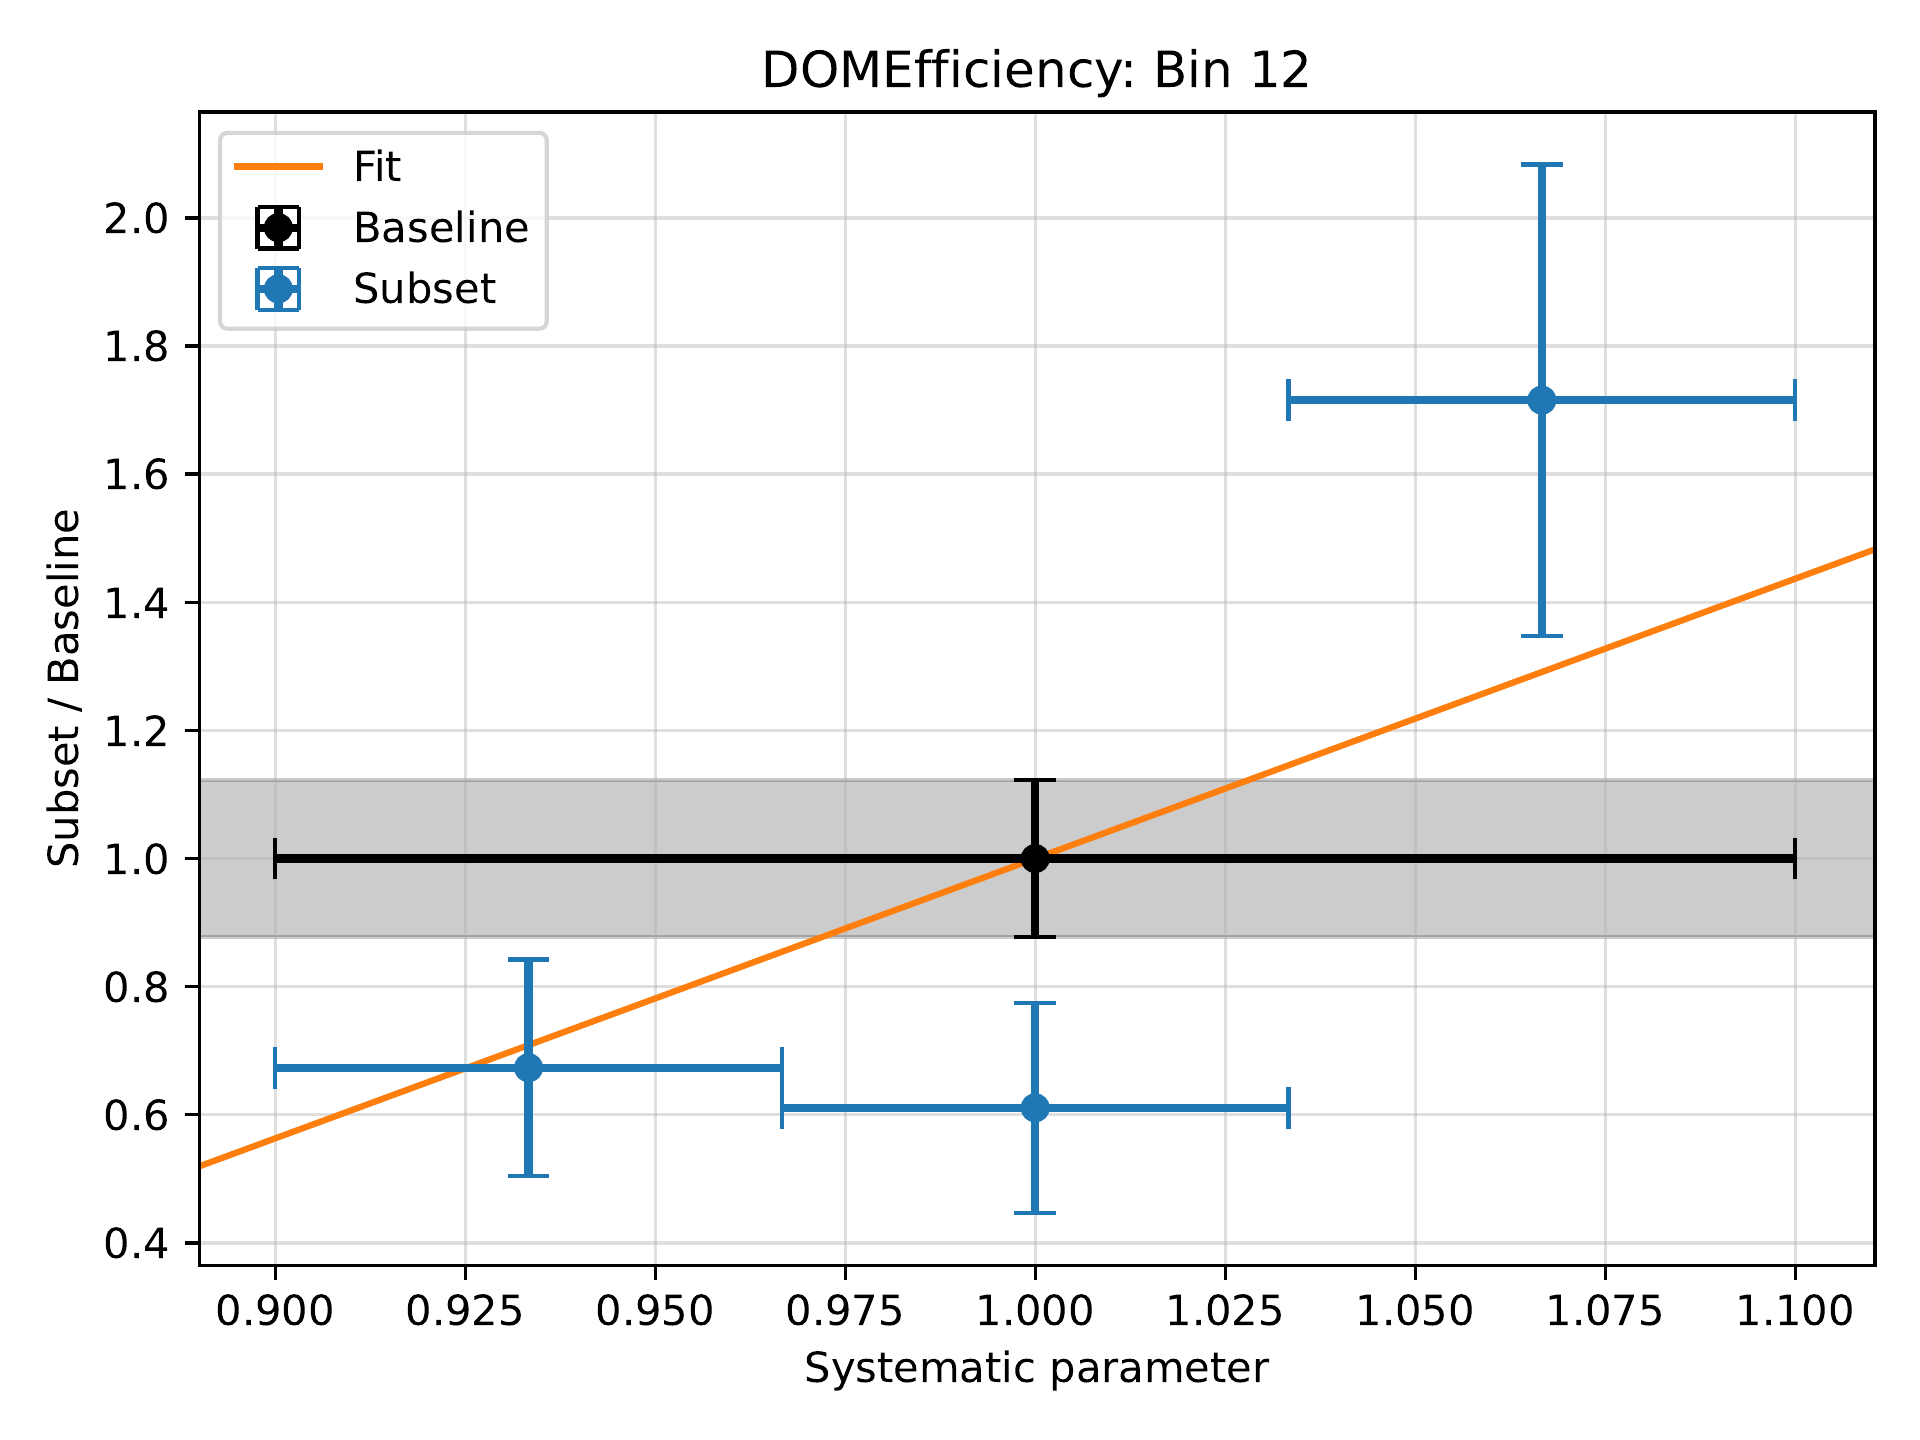 DOMEfficiency: Bin 12
Fit
Baseline
Subset
2.0
1.8
1.6
1.4
1.2
1.0
0.8
0.6
0.4
Subset / Baseline
0.900 0.925 0.950 0.975 1.000 1.025 1.050 1.075 1.100
Systematic parameter